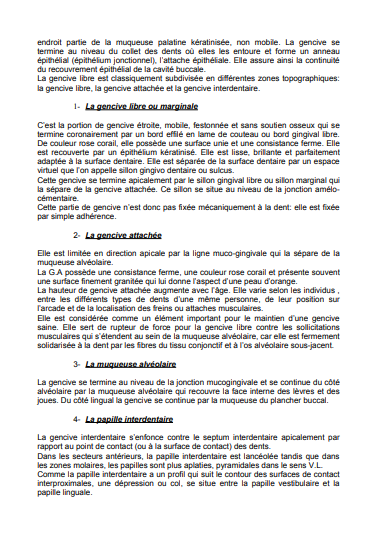 endroit partie de la muqueuse palatine kératinisée, non mobile. La gencive se
termine au niveau du collet des dents où elles les entoure et forme un anneau
épithélial (épithélium jonctionnel), l'attache épithéliale. Elle assure ainsi la continuité
du recouvrement épithélial de la cavité buccale.
La gencive libre est classiquement subdivisée en différentes zones topographiques:
la gencive libre, la gencive attachée et la gencive interdentaire.
1- La gencive libre ou marginale
C'est la portion de gencive étroite, mobile, festonnée et sans soutien osseux qui se
termine coronairement par un bord effilé en lame de couteau ou bord gingival libre.
De couleur rose corail, elle possède une surface unie et une consistance ferme. Elle
est recouverte par un épithélium kératinisé. Elle est lisse, brillante et parfaitement
adaptée à la surface dentaire. Elle est séparée de la surface dentaire par un espace
virtuel que l'on appelle sillon gingivo dentaire ou sulcus.
Cette gencive se termine apicalement par le sillon gingival libre ou sillon marginal qui
la sépare de la gencive attachée. Ce sillon se situe au niveau de la jonction amélo-
cémentaire.
Cette partie de gencive n'est donc pas fixée mécaniquement à la dent: elle est fixée
par simple adhérence.
2- La gencive attachée
Elle est limitée en direction apicale par la ligne muco-gingivale qui la sépare de la
muqueuse alvéolaire.
La G.A possède une consistance ferme, une couleur rose corail et présente souvent
une surface finement granitée qui lui donne l'aspect d'une peau d'orange.
La hauteur de gencive attachée augmente avec l'âge. Elle varie selon les individus ,
entre les différents types de dents d'une même personne, de leur position sur
l'arcade et de la localisation des freins ou attaches musculaires.
Elle est considérée comme un élément important pour le maintien d'une gencive
saine. Elle sert de rupteur de force pour la gencive libre contre les sollicitations
musculaires qui s'étendent au sein de la muqueuse alvéolaire, car elle est fermement
solidarisée à la dent par les fibres du tissu conjonctif et à l'os alvéolaire sous-jacent.
3- La muqueuse alvéolaire
La gencive se termine au niveau de la jonction mucogingivale et se continue du côté
alvéolaire par la muqueuse alvéolaire qui recouvre la face interne des lèvres et des
joues. Du côté lingual la gencive se continue par la muqueuse du plancher buccal.
4- La papille interdentaire
La gencive interdentaire s'enfonce contre le septum interdentaire apicalement par
rapport au point de contact (ou à la surface de contact) des dents.
Dans les secteurs antérieurs, la papille interdentaire est lancéolée tandis que dans
les zones molaires, les papilles sont plus aplaties, pyramidales dans le sens V.L.
Comme la papille interdentaire a un profil qui suit le contour des surfaces de contact
interproximales, une dépression ou col, se situe entre la papille vestibulaire et la
papille linguale.